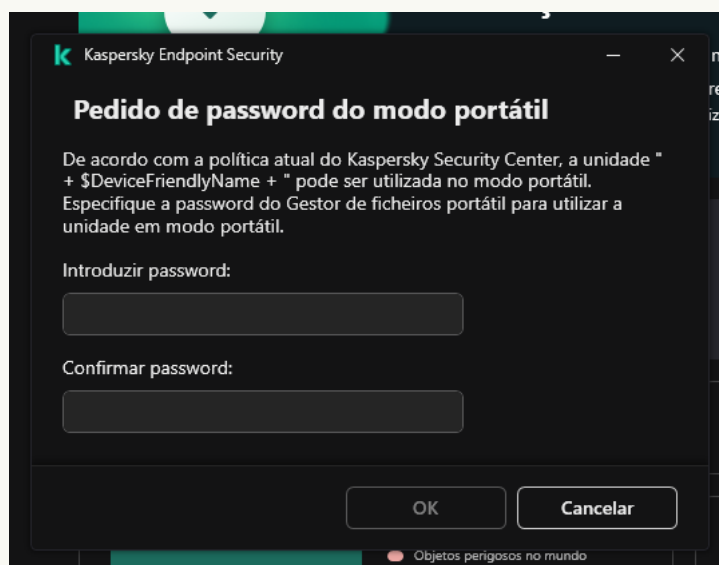 Kaspersky Endpoint Security
Pedido de password do modo portátil
De acordo com a política atual do Kaspersky Security Center, a unidade "
+ $DeviceFriendlyName + " pode ser utilizada no modo portátil.
Especifique a password do Gestor de ficheiros portátil para utilizar a
unidade em modo portátil.
Introduzir password:
Confirmar password:
OK
Cancelar
Objetos perigosos no mundo